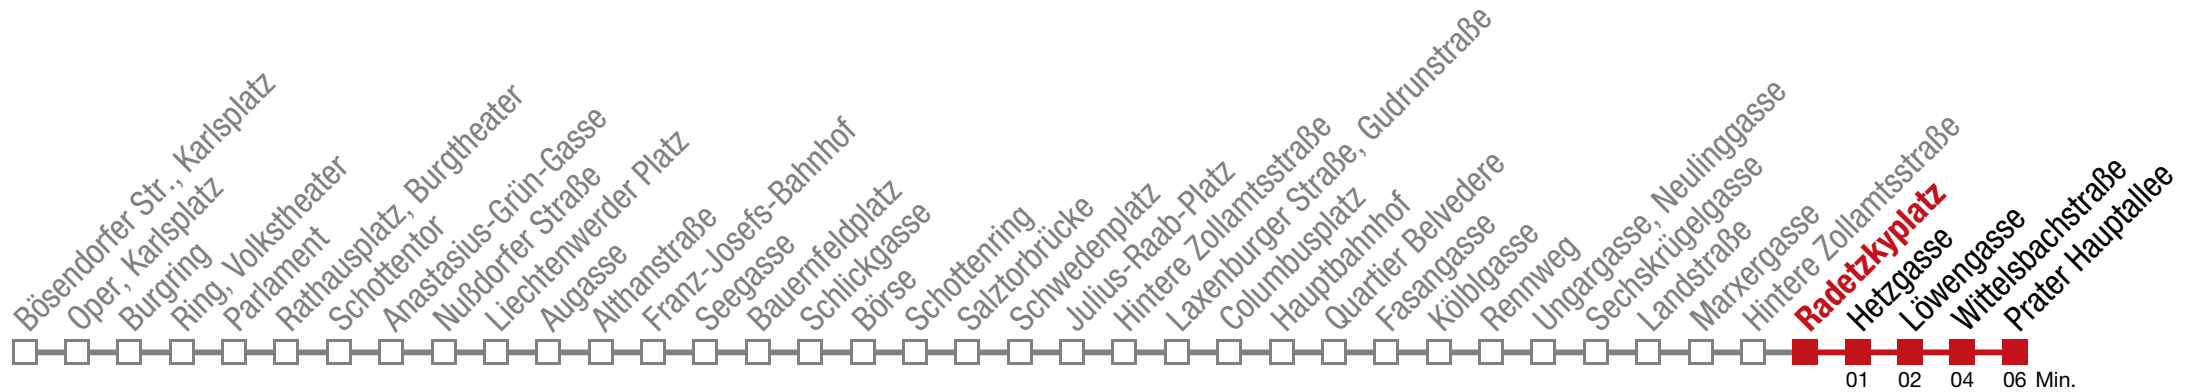 Bösendorfer Str., Karlsplatz
Oper, Karlsplatz
Burgring
Ring, Volkstheater
Parlament
Rathausplatz, Burgtheater
Schottentor
Anastasius-Grün-Gasse
Nußdorfer Straße
Liechtenwerder Platz
Augasse
Althanstraße
Franz-Josefs-Bahnhof
Seegasse
Bauernfeldplatz
Schlickgasse
Börse
Schottenring
Salztorbrücke
Schwedenplatz
Julius-Raab-Platz
Hintere Zollamtsstraße
Laxenburger Straße, Gudrunstraße
Columbusplatz
Hauptbahnhof
Quartier Belvedere
Fasangasse
Kölblgasse
Rennweg
Ungargasse, Neulinggasse
Sechskrügelgasse
Landstraße
Marxergasse
Hintere Zollamtsstraße
Radetzkyplatz
Hetzgasse
Löwengasse
Wittelsbachstraße
Prater Hauptallee
01 02 04 06 Min.